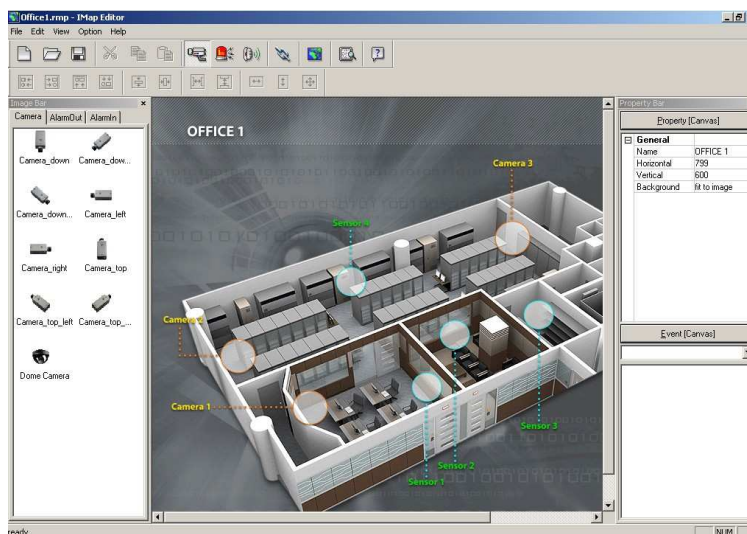 Office1.rmp - IMap Editor
File Edit View Option Help
Image Bar
Property Bar
Camera AlarmOut AlarmIn
Camera_down Camera_dow...
Camera_down... Camera_left
Camera_right Camera_top
Camera_top_left Camera_top_...
Dome Camera
OFFICE 1
Camera 3
Sensor 4
Camera 2
Camera 1
Sensor 3
Sensor 2
Sensor 1
Property [Canvas]
General
Name OFFICE 1
Horizontal 799
Vertical 600
Background fit to image
Event [Canvas]
ready
NUM